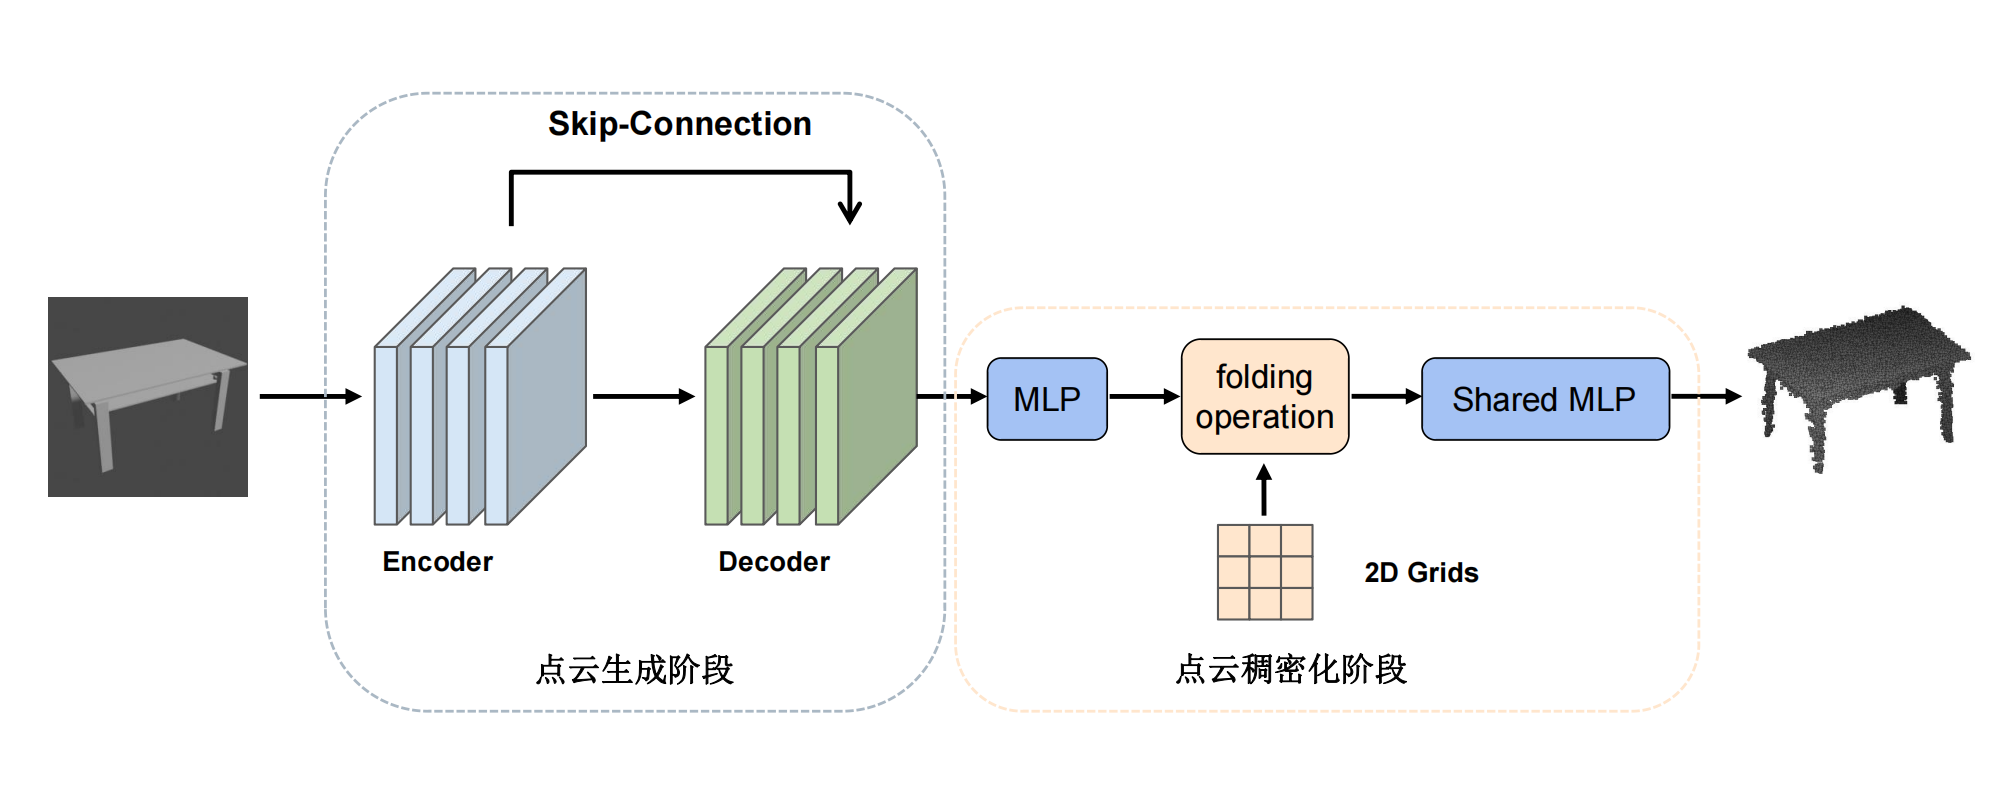 Skip-Connection
Encoder
Decoder
点云生成阶段
MLP
folding
operation
Shared MLP
2D Grids
点云稠密化阶段